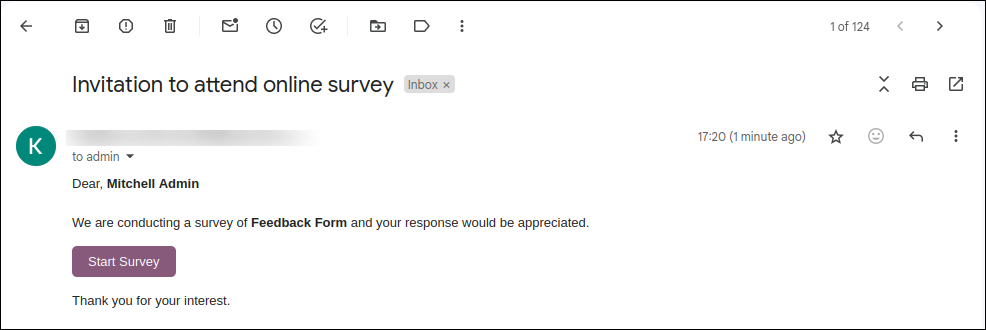 1 of 124
Invitation to attend online survey Inbox ×
K
17:20 (1 minute ago)
to admin
Dear, Mitchell Admin
We are conducting a survey of Feedback Form and your response would be appreciated.
Start Survey
Thank you for your interest.